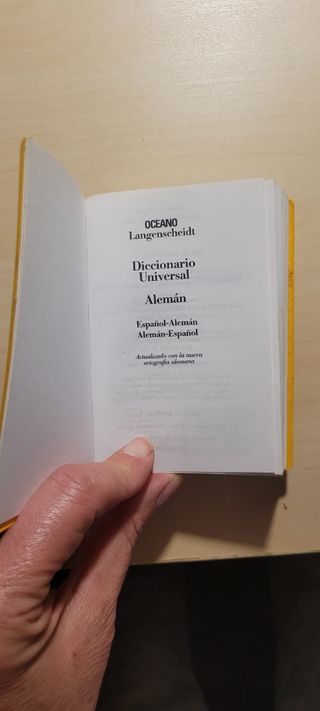 OCEANO
Langenscheidt
Diccionario
Universal
Alemán
Español-Alemán
Alemán-Español
Actualizado con la nueva
ortografía alemana